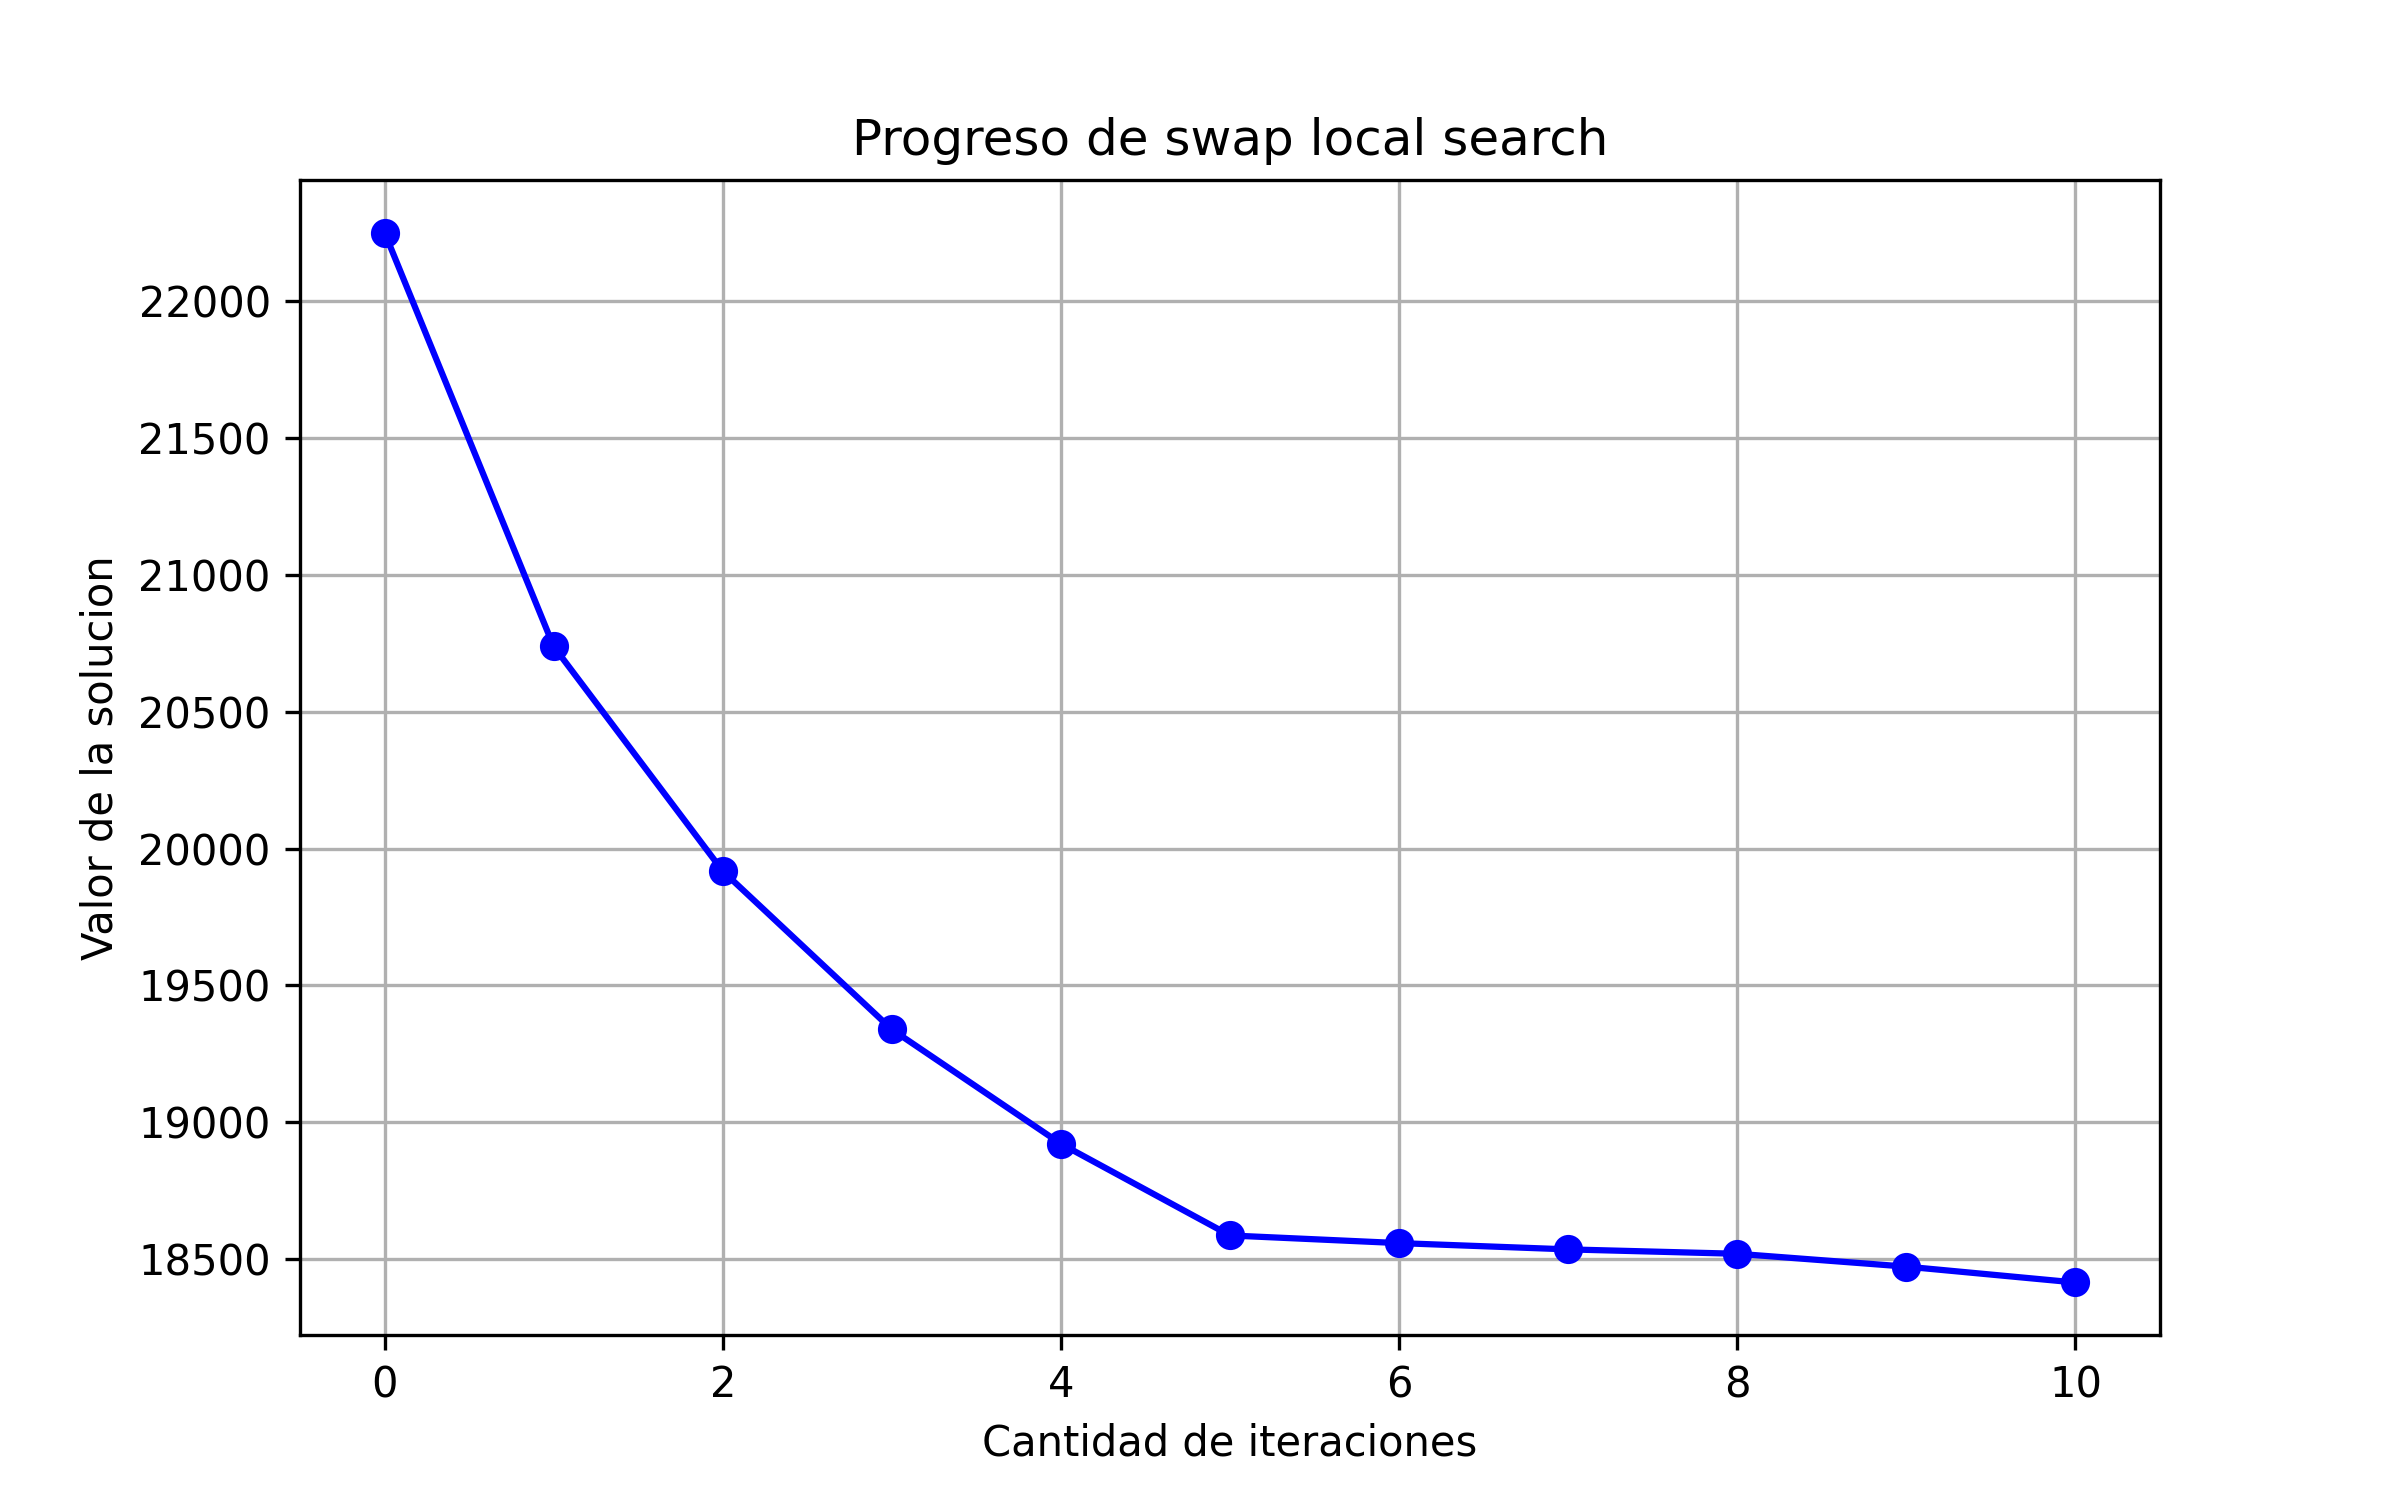 Progreso de swap local search
Valor de la solucion
22000
21500
21000
20500
20000
19500
19000
18500
0 2 4 6 8 10
Cantidad de iteraciones